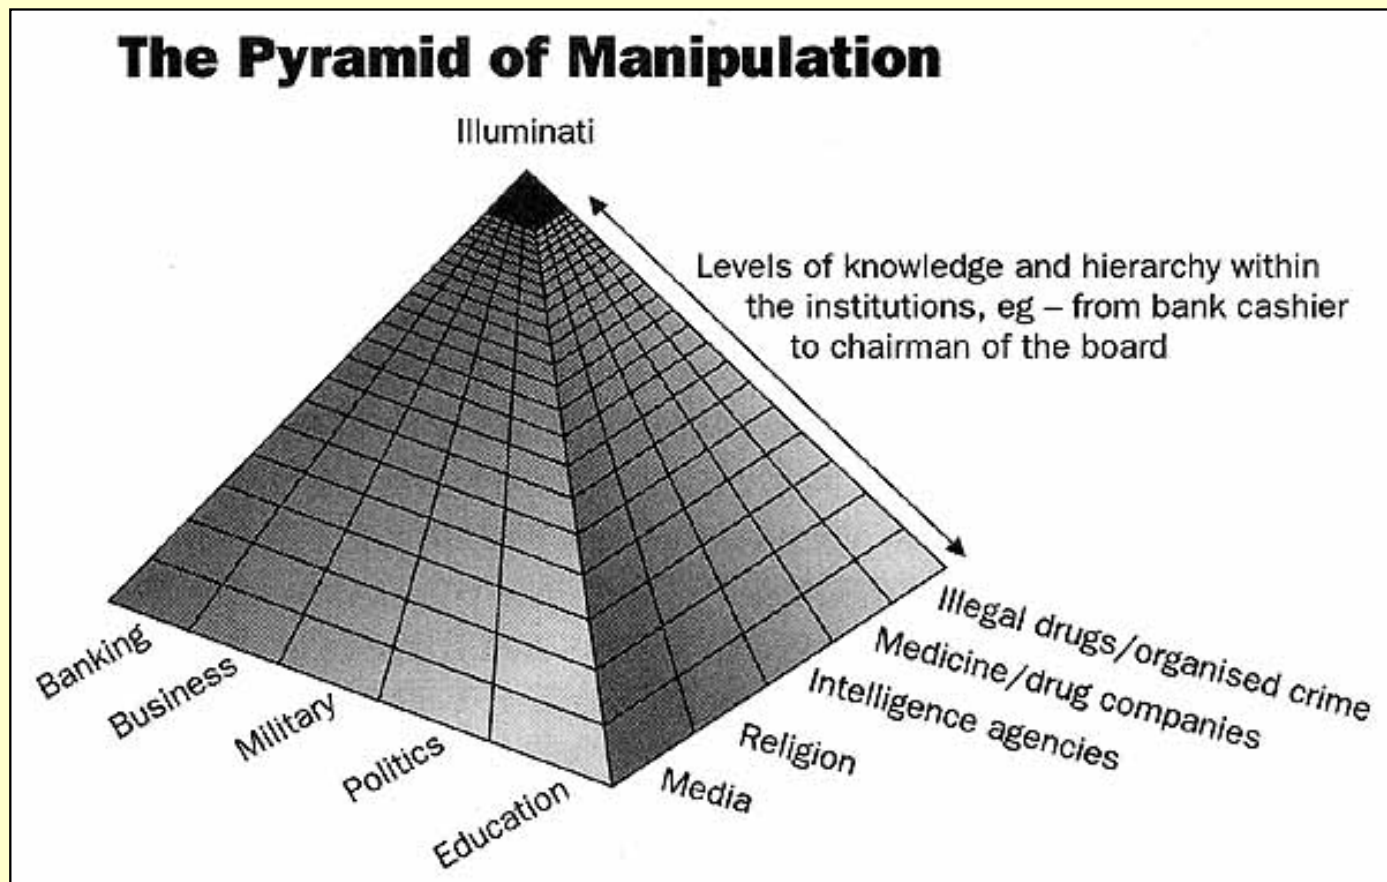 The Pyramid of Manipulation
Illuminati
Levels of knowledge and hierarchy within
the institutions, eg – from bank cashier
to chairman of the board
Banking
Business
Military
Politics
Education
Media
Religion
Intelligence agencies
Medicine/drug companies
Illegal drugs/organised crime